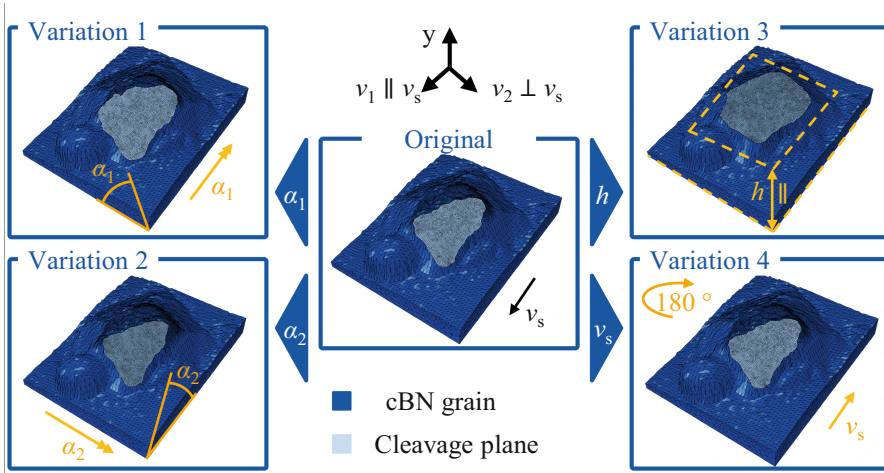 Variation 1
α₁
α₁
y
v₁ ∥ vₛ
v₂ ⊥ vₛ
Variation 3
h ∥
Original
vₛ
α₁
h
α₂
vₛ
Variation 2
α₂
α₂
Variation 4
180 °
vₛ
cBN grain
Cleavage plane